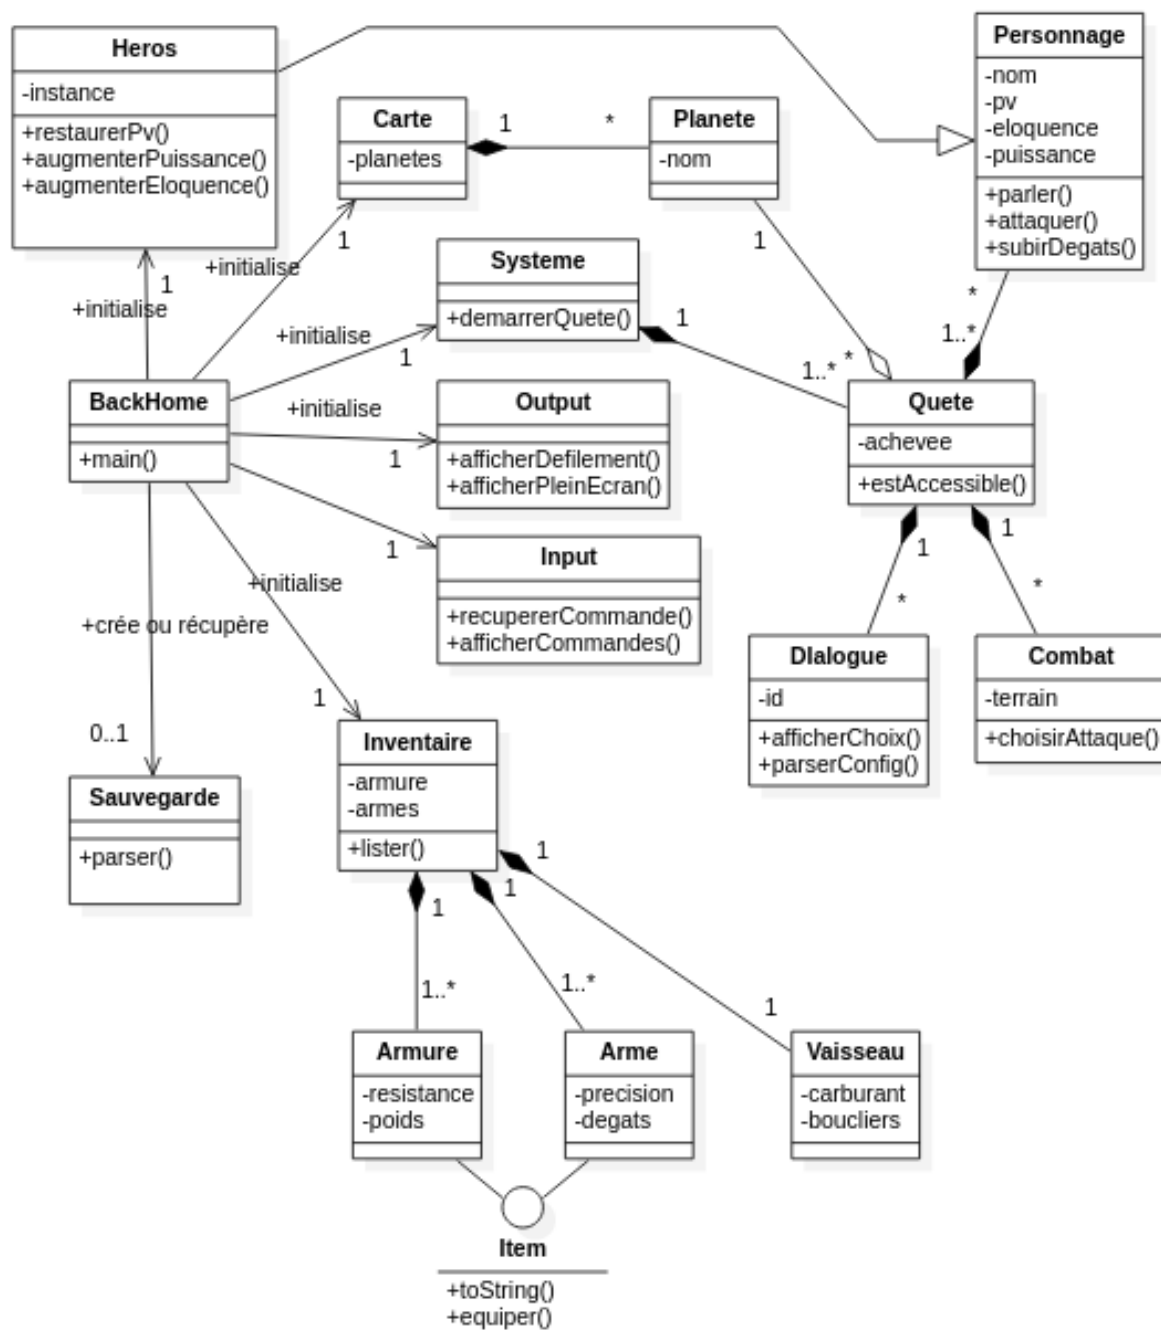 Heros
-instance
+restaurerPv()
+augmenterPuissance()
+augmenterEloquence()
Personnage
-nom
-pv
-eloquence
-puissance
+parler()
+attaquer()
+subirDegats()
Carte
-planetes
1
*
Planete
-nom
1
+initialise
1
+initialise
1
Systeme
+demarrerQuete()
1
*
1..*
+initialise
1
1..*
*
BackHome
+main()
+initialise
1
Output
+afficherDefilement()
+afficherPleinEcran()
Quete
-achevee
+estAccessible()
1
Input
+recupererCommande()
+afficherCommandes()
1
1
*
*
+initialise
+crée ou récupère
1
0..1
DIalogue
-id
+afficherChoix()
+parserConfig()
Combat
-terrain
+choisirAttaque()
Sauvegarde
+parser()
Inventaire
-armure
-armes
+lister()
1
1
1
1..*
1..*
1
Armure
-resistance
-poids
Arme
-precision
-degats
Vaisseau
-carburant
-boucliers
Item
+toString()
+equiper()